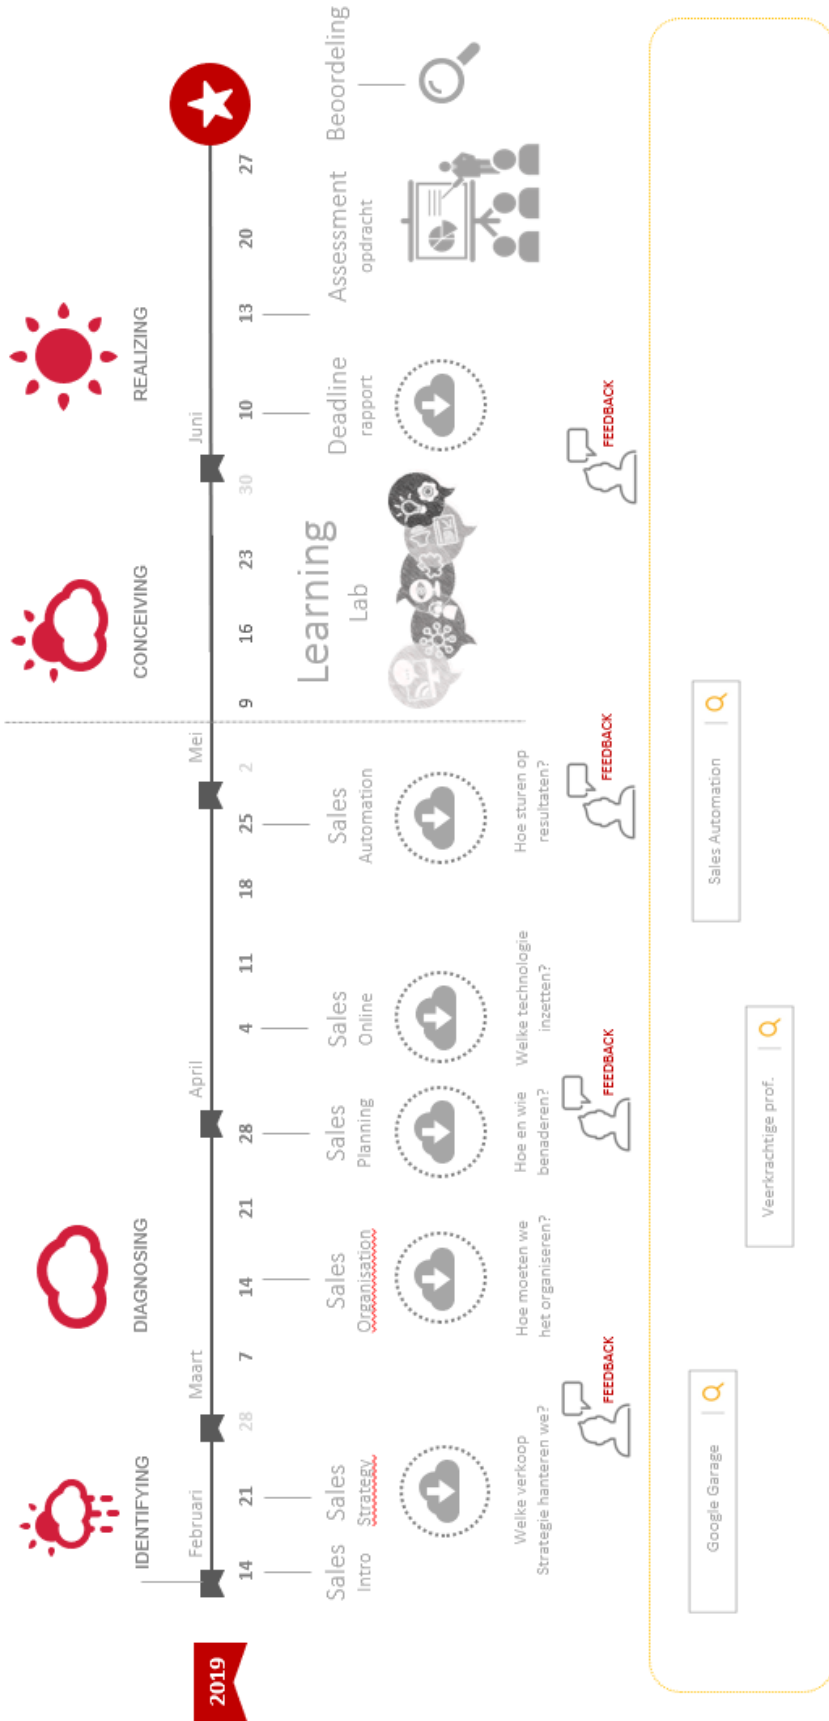 2019
IDENTIFYING
DIAGNOSING
CONCEIVING
REALIZING
Februari
Maart
April
Mei
Juni
14
21
28
7
14
21
28
4
11
18
25
2
9
16
23
30
10
13
20
27
Sales
Intro
Sales
Strategy
Sales
Organisation
Sales
Planning
Sales
Online
Sales
Automation
Learning
Lab
Deadline
rapport
Assessment
opdracht
Beoordeling
Welke verkoop
Strategie hanteren we?
Hoe moeten we
het organiseren?
Hoe en wie
benaderen?
Welke technologie
inzetten?
Hoe sturen op
resultaten?
FEEDBACK
FEEDBACK
FEEDBACK
FEEDBACK
Google Garage
Veerkrachtige prof.
Sales Automation